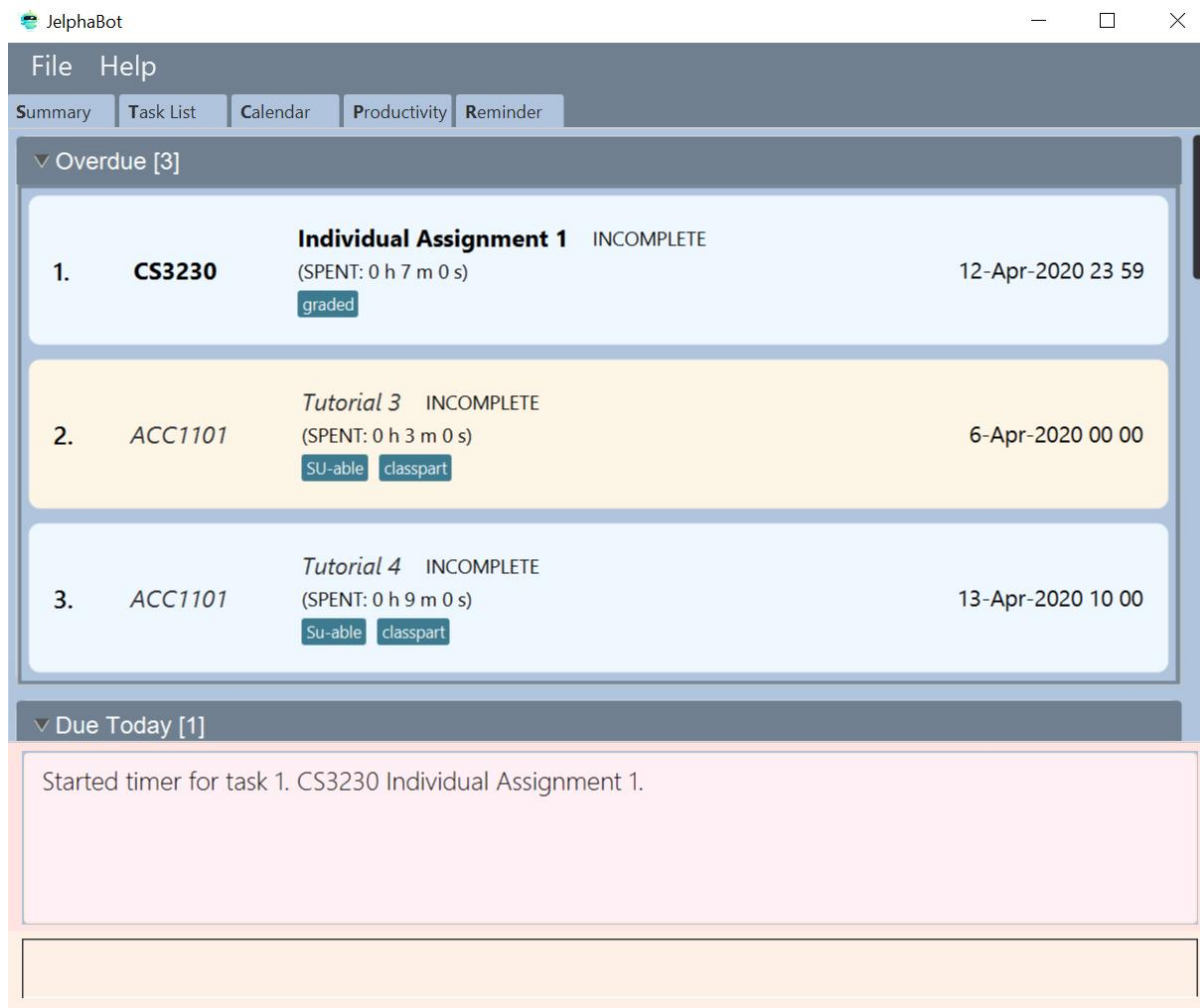 JelphaBot
File Help
Summary Task List Calendar Productivity Reminder
Overdue [3]
Individual Assignment 1 INCOMPLETE
1. CS3230 (SPENT: 0 h 7 m 0 s) 12-Apr-2020 23 59
graded
Tutorial 3 INCOMPLETE
2. ACC1101 (SPENT: 0 h 3 m 0 s) 6-Apr-2020 00 00
SU-able classpart
Tutorial 4 INCOMPLETE
3. ACC1101 (SPENT: 0 h 9 m 0 s) 13-Apr-2020 10 00
Su-able classpart
Due Today [1]
Started timer for task 1. CS3230 Individual Assignment 1.